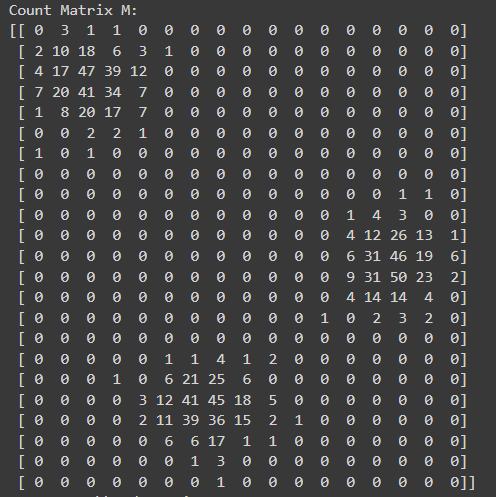 Count Matrix M:
[[ 0  3  1  1  0  0  0  0  0  0  0  0  0  0  0  0  0]
 [ 2 10 18  6  3  1  0  0  0  0  0  0  0  0  0  0  0]
 [ 4 17 47 39 12  0  0  0  0  0  0  0  0  0  0  0  0]
 [ 7 20 41 34  7  0  0  0  0  0  0  0  0  0  0  0  0]
 [ 1  8 20 17  7  0  0  0  0  0  0  0  0  0  0  0  0]
 [ 0  0  2  2  1  0  0  0  0  0  0  0  0  0  0  0  0]
 [ 1  0  1  0  0  0  0  0  0  0  0  0  0  0  0  0  0]
 [ 0  0  0  0  0  0  0  0  0  0  0  0  0  0  0  0  0]
 [ 0  0  0  0  0  0  0  0  0  0  0  0  0  0  1  1  0]
 [ 0  0  0  0  0  0  0  0  0  0  0  0  1  4  3  0  0]
 [ 0  0  0  0  0  0  0  0  0  0  0  0  4 12 26 13  1]
 [ 0  0  0  0  0  0  0  0  0  0  0  0  6 31 46 19  6]
 [ 0  0  0  0  0  0  0  0  0  0  0  0  9 31 50 23  2]
 [ 0  0  0  0  0  0  0  0  0  0  0  0  4 14 14  4  0]
 [ 0  0  0  0  0  0  0  0  0  0  0  1  0  2  3  2  0]
 [ 0  0  0  0  0  0  0  0  0  0  0  0  0  0  0  0  0]
 [ 0  0  0  0  0  1  1  4  1  2  0  0  0  0  0  0  0]
 [ 0  0  0  1  0  6 21 25  6  0  0  0  0  0  0  0  0]
 [ 0  0  0  0  3 12 41 45 18  5  0  0  0  0  0  0  0]
 [ 0  0  0  0  2 11 39 36 15  2  1  0  0  0  0  0  0]
 [ 0  0  0  0  0  6  6 17  1  1  0  0  0  0  0  0  0]
 [ 0  0  0  0  0  0  1  3  0  0  0  0  0  0  0  0  0]
 [ 0  0  0  0  0  0  0  1  0  0  0  0  0  0  0  0  0]]